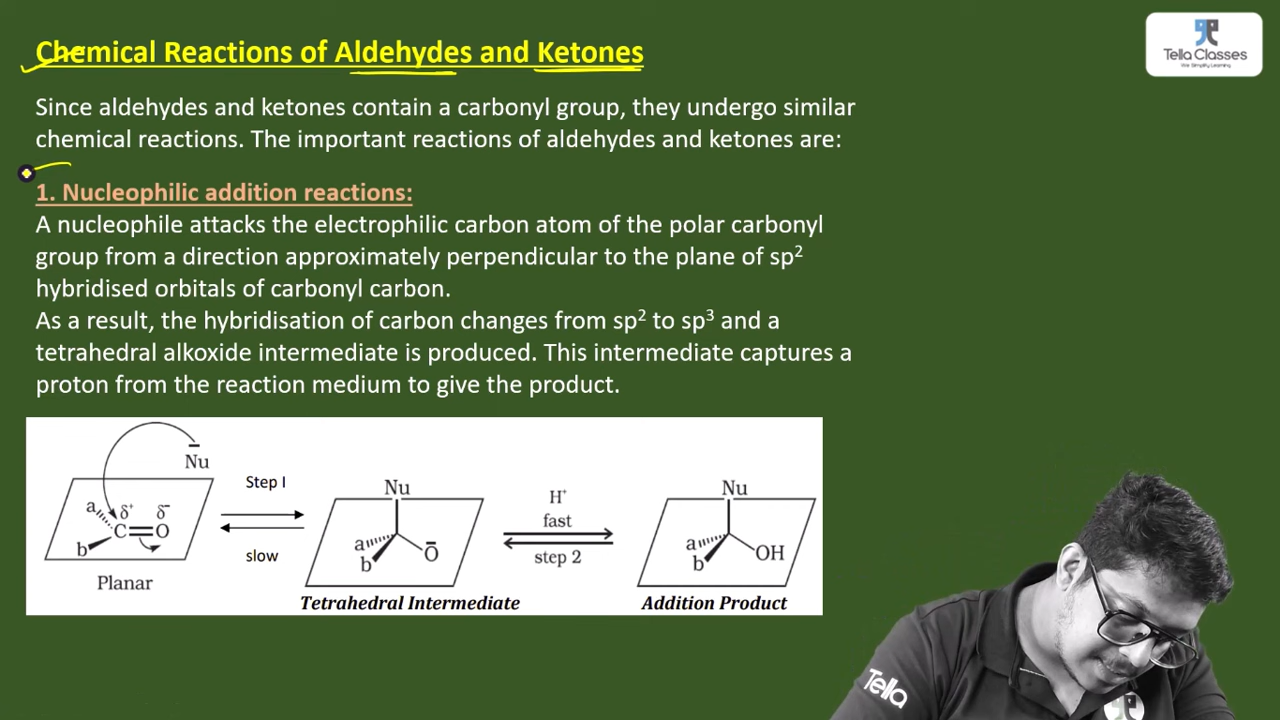 Chemical Reactions of Aldehydes and Ketones
Tella Classes
We Simplify Learning
Since aldehydes and ketones contain a carbonyl group, they undergo similar
chemical reactions. The important reactions of aldehydes and ketones are:
1. Nucleophilic addition reactions:
A nucleophile attacks the electrophilic carbon atom of the polar carbonyl
group from a direction approximately perpendicular to the plane of sp²
hybridised orbitals of carbonyl carbon.
As a result, the hybridisation of carbon changes from sp² to sp³ and a
tetrahedral alkoxide intermediate is produced. This intermediate captures a
proton from the reaction medium to give the product.
N̄u
a δ⁺ δ⁻
C=O
b
Planar
Step I
slow
Nu
a
b Ō
Tetrahedral Intermediate
H⁺
fast
step 2
Nu
a
b OH
Addition Product
Tella